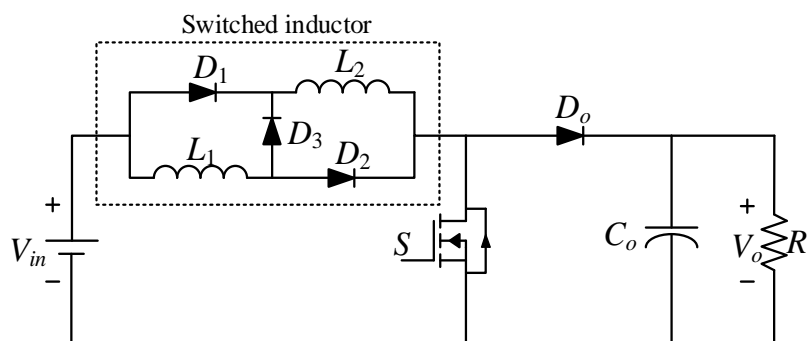 Switched inductor
D₁
L₂
D₃
L₁
D₂
Dₒ
+
Vᵢₙ
−
S
Cₒ
+
Vₒ
−
R